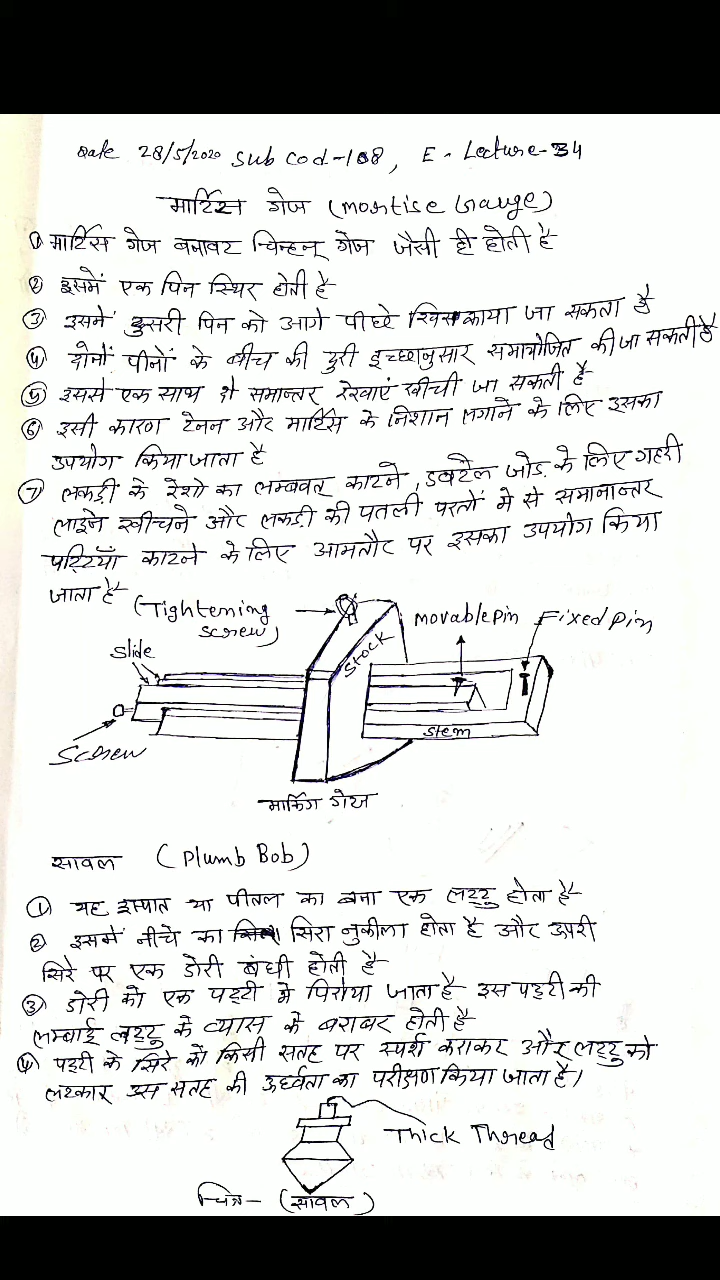 Date 28/5/2020 Sub Cod-108, E-Lecture-34
मार्टिस गेज (Mortise Gauge)
① मार्टिस गेज बनावट चिन्हन् गेज जैसी ही होती है
② इसमें एक पिन स्थिर होती है
③ इसमें दुसरी पिन को आगे पीछे खिसकाया जा सकता है
④ दोनों पीनों के बीच की दुरी इच्छानुसार समायोजित की जा सकती है
⑤ इससे एक साथ दो समान्तर रेखाएं खीची जा सकती है
⑥ इसी कारण टेनन और मार्टिस के निशान लगाने के लिए इसका
उपयोग किया जाता है
⑦ लकड़ी के रेशो का लम्बवत् काटने, डवटैल जोड़ के लिए गहरी
लाइने खीचने और लकड़ी की पतली परतों मे से समानान्तर
पट्टियाँ काटने के लिए आमतौर पर इसका उपयोग किया
जाता है
(Tightening
screw)
slide
stock
movable pin
Fixed pin
stem
Screw
मार्किंग गेज
सावल (Plumb Bob)
① यह इस्पात या पीतल का बना एक लट्टू होता है
② इसमें नीचे का सिरा नुकीला होता है और ऊपरी
सिरे पर एक डोरी बंधी होती है
③ डोरी को एक पट्टी मे पिरोया जाता है इस पट्टी की
लम्बाई लट्टू के व्यास के बराबर होती है
④ पट्टी के सिरे को किसी सतह पर स्पर्श कराकर और लट्टू को
लटकार उस सतह की ऊर्ध्वता का परीक्षण किया जाता है।
Thick Thread
चित्र- (सावल)